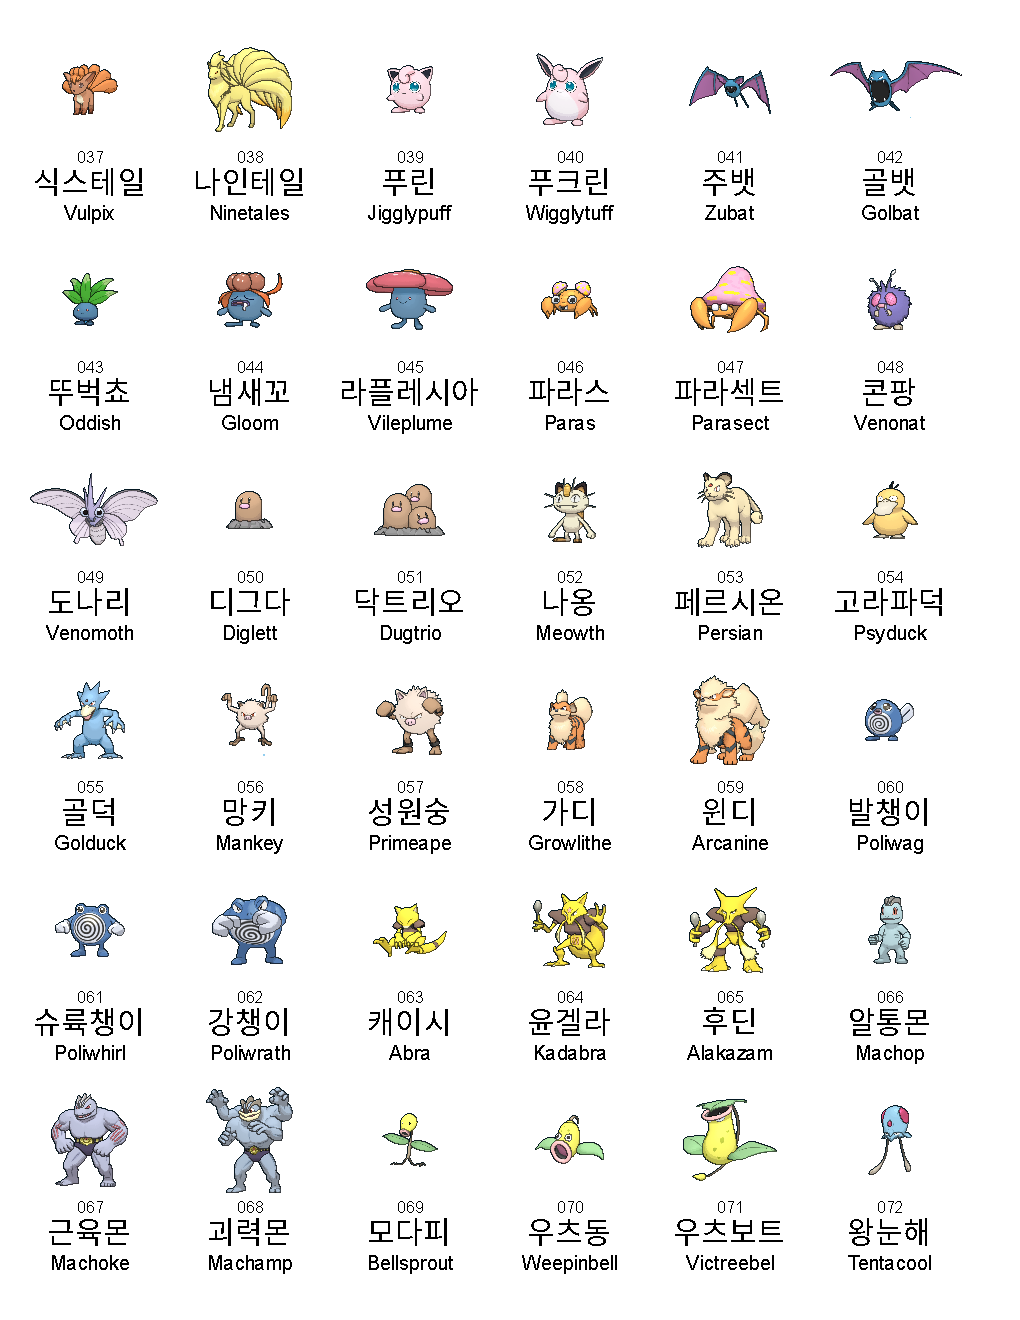 037 038 039 040 041 042
식스테일 나인테일 푸린 푸크린 주뱃 골뱃
Vulpix Ninetales Jigglypuff Wigglytuff Zubat Golbat
043 044 045 046 047 048
뚜벅쵸 냄새꼬 라플레시아 파라스 파라섹트 콘팡
Oddish Gloom Vileplume Paras Parasect Venonat
049 050 051 052 053 054
도나리 디그다 닥트리오 나옹 페르시온 고라파덕
Venomoth Diglett Dugtrio Meowth Persian Psyduck
055 056 057 058 059 060
골덕 망키 성원숭 가디 윈디 발챙이
Golduck Mankey Primeape Growlithe Arcanine Poliwag
061 062 063 064 065 066
슈륙챙이 강챙이 캐이시 윤겔라 후딘 알통몬
Poliwhirl Poliwrath Abra Kadabra Alakazam Machop
067 068 069 070 071 072
근육몬 괴력몬 모다피 우츠동 우츠보트 왕눈해
Machoke Machamp Bellsprout Weepinbell Victreebel Tentacool